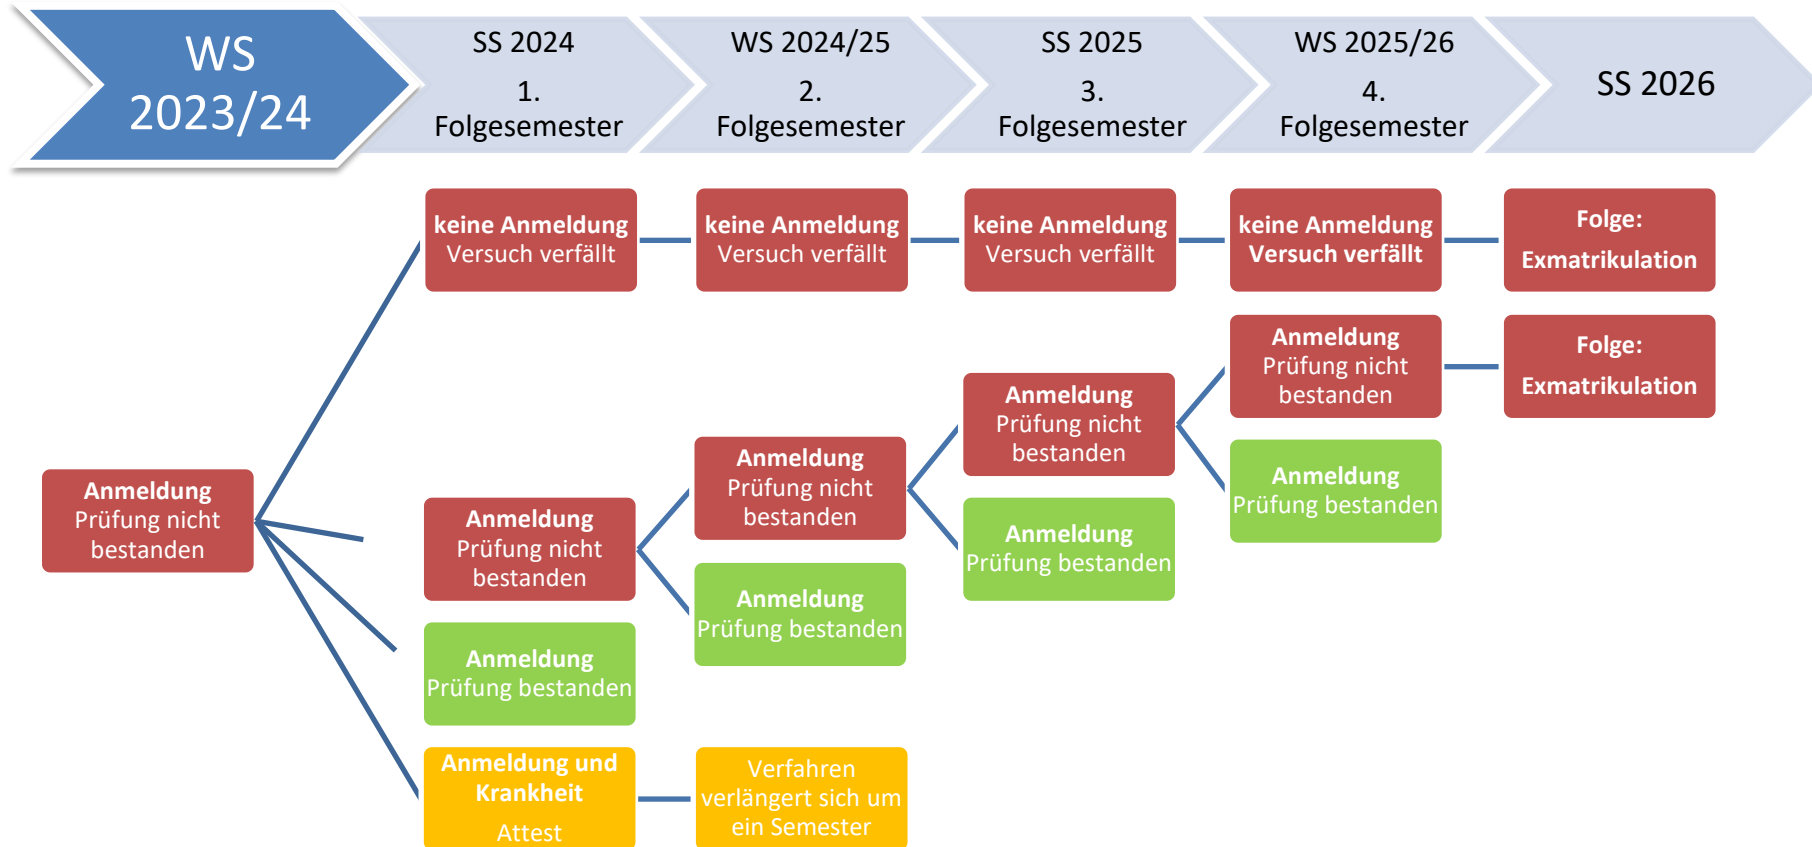 WS
2023/24
SS 2024
1.
Folgesemester
WS 2024/25
2.
Folgesemester
SS 2025
3.
Folgesemester
WS 2025/26
4.
Folgesemester
SS 2026
keine Anmeldung
Versuch verfällt
keine Anmeldung
Versuch verfällt
keine Anmeldung
Versuch verfällt
keine Anmeldung
Versuch verfällt
Folge:
Exmatrikulation
Anmeldung
Prüfung nicht
bestanden
Folge:
Exmatrikulation
Anmeldung
Prüfung nicht
bestanden
Anmeldung
Prüfung nicht
bestanden
Anmeldung
Prüfung bestanden
Anmeldung
Prüfung nicht
bestanden
Anmeldung
Prüfung nicht
bestanden
Anmeldung
Prüfung bestanden
Anmeldung
Prüfung bestanden
Anmeldung
Prüfung bestanden
Anmeldung und
Krankheit
Attest
Verfahren
verlängert sich um
ein Semester